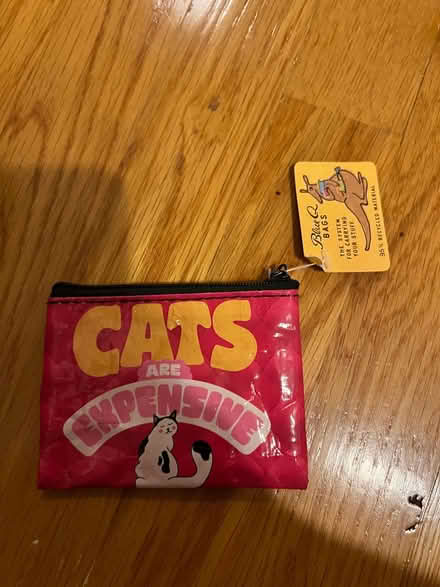 CATS
ARE
EXPENSIVE
Blue Q
BAGS
THE SYSTEM
FOR CARRYING
YOUR STUFF.
95% RECYCLED MATERIAL